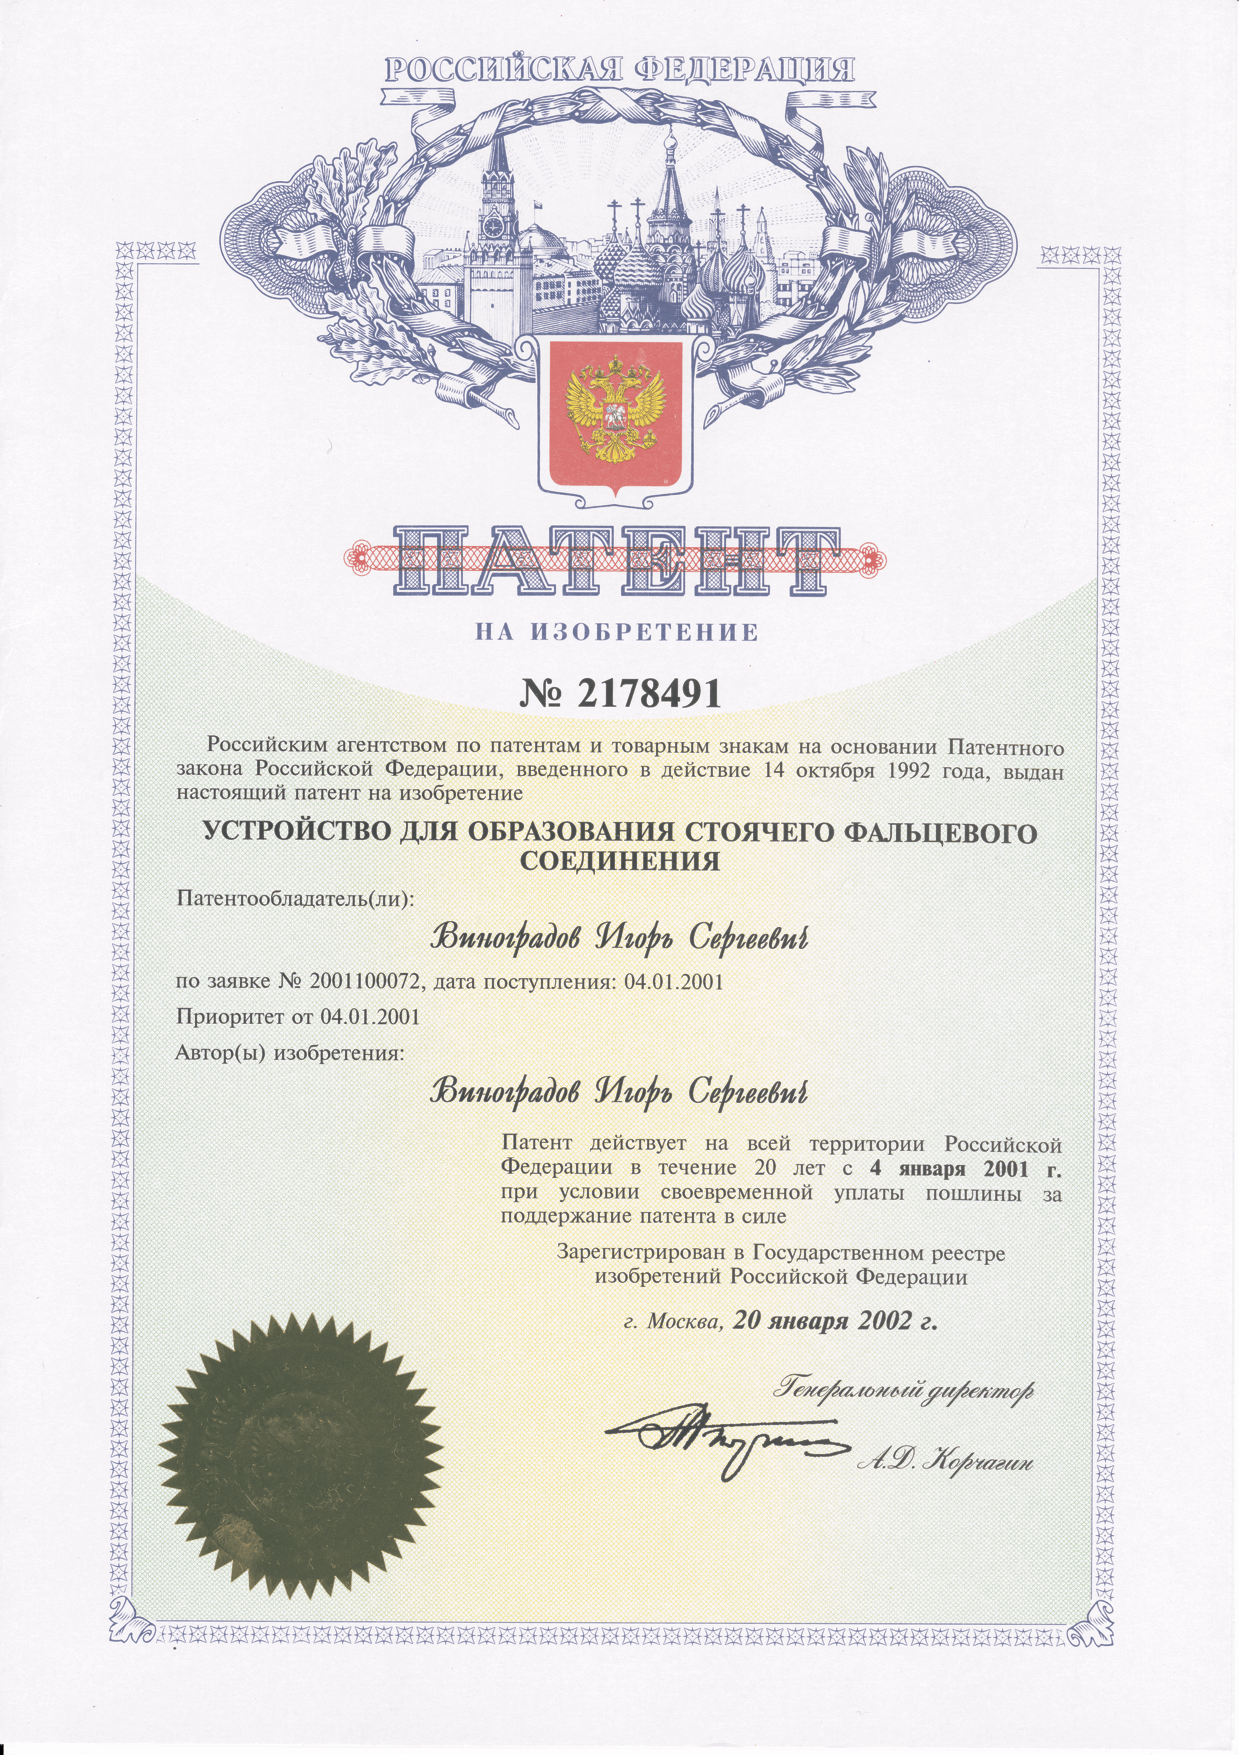 РОССИЙСКАЯ ФЕДЕРАЦИЯ
ПАТЕНТ
НА ИЗОБРЕТЕНИЕ
№ 2178491
Российским агентством по патентам и товарным знакам на основании Патентного
закона Российской Федерации, введенного в действие 14 октября 1992 года, выдан
настоящий патент на изобретение
УСТРОЙСТВО ДЛЯ ОБРАЗОВАНИЯ СТОЯЧЕГО ФАЛЬЦЕВОГО
СОЕДИНЕНИЯ
Патентообладатель(ли):
Виноградов Игорь Сергеевич
по заявке № 2001100072, дата поступления: 04.01.2001
Приоритет от 04.01.2001
Автор(ы) изобретения:
Виноградов Игорь Сергеевич
Патент действует на всей территории Российской
Федерации в течение 20 лет с 4 января 2001 г.
при условии своевременной уплаты пошлины за
поддержание патента в силе
Зарегистрирован в Государственном реестре
изобретений Российской Федерации
г. Москва, 20 января 2002 г.
Генеральный директор
А.Д. Корчагин